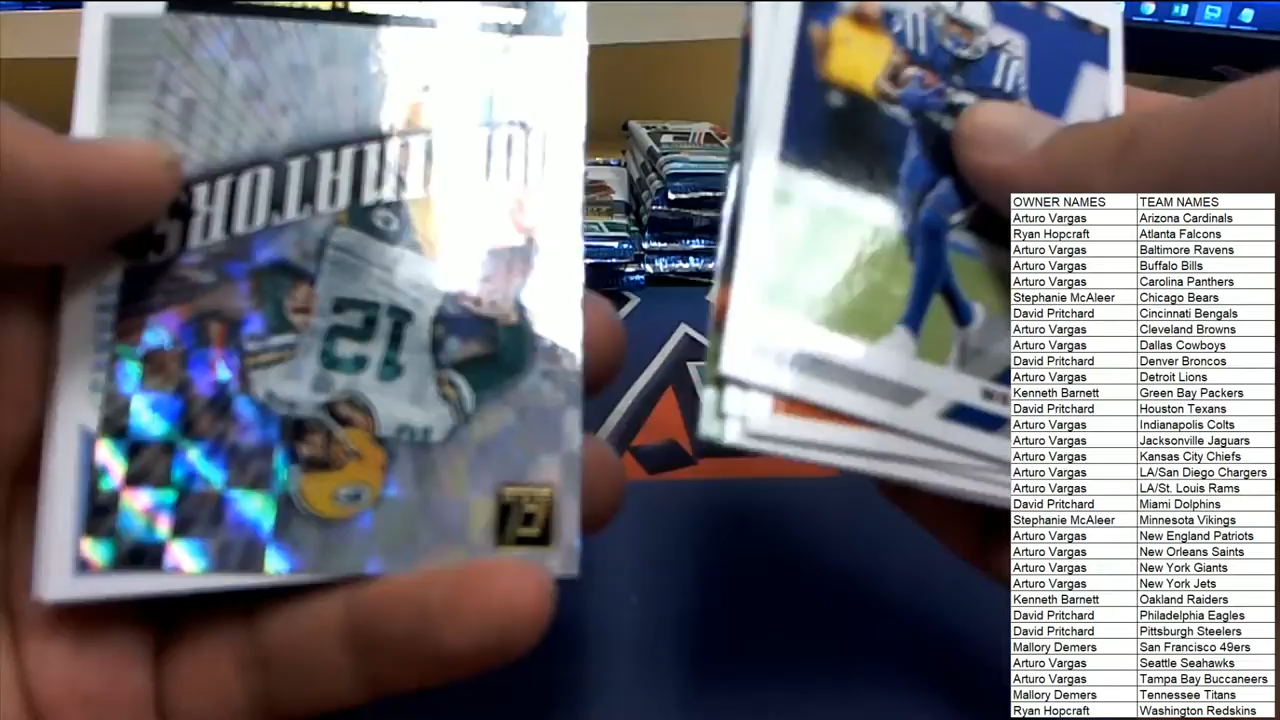 OWNER NAMES TEAM NAMES
Arturo Vargas Arizona Cardinals
Ryan Hopcraft Atlanta Falcons
Arturo Vargas Baltimore Ravens
Arturo Vargas Buffalo Bills
Arturo Vargas Carolina Panthers
Stephanie McAleer Chicago Bears
David Pritchard Cincinnati Bengals
Arturo Vargas Cleveland Browns
Arturo Vargas Dallas Cowboys
David Pritchard Denver Broncos
Arturo Vargas Detroit Lions
Kenneth Barnett Green Bay Packers
David Pritchard Houston Texans
Arturo Vargas Indianapolis Colts
Arturo Vargas Jacksonville Jaguars
Arturo Vargas Kansas City Chiefs
Arturo Vargas LA/San Diego Chargers
Arturo Vargas LA/St. Louis Rams
David Pritchard Miami Dolphins
Stephanie McAleer Minnesota Vikings
Arturo Vargas New England Patriots
Arturo Vargas New Orleans Saints
Arturo Vargas New York Giants
Arturo Vargas New York Jets
Kenneth Barnett Oakland Raiders
David Pritchard Philadelphia Eagles
David Pritchard Pittsburgh Steelers
Mallory Demers San Francisco 49ers
Arturo Vargas Seattle Seahawks
Arturo Vargas Tampa Bay Buccaneers
Mallory Demers Tennessee Titans
Ryan Hopcraft Washington Redskins
12